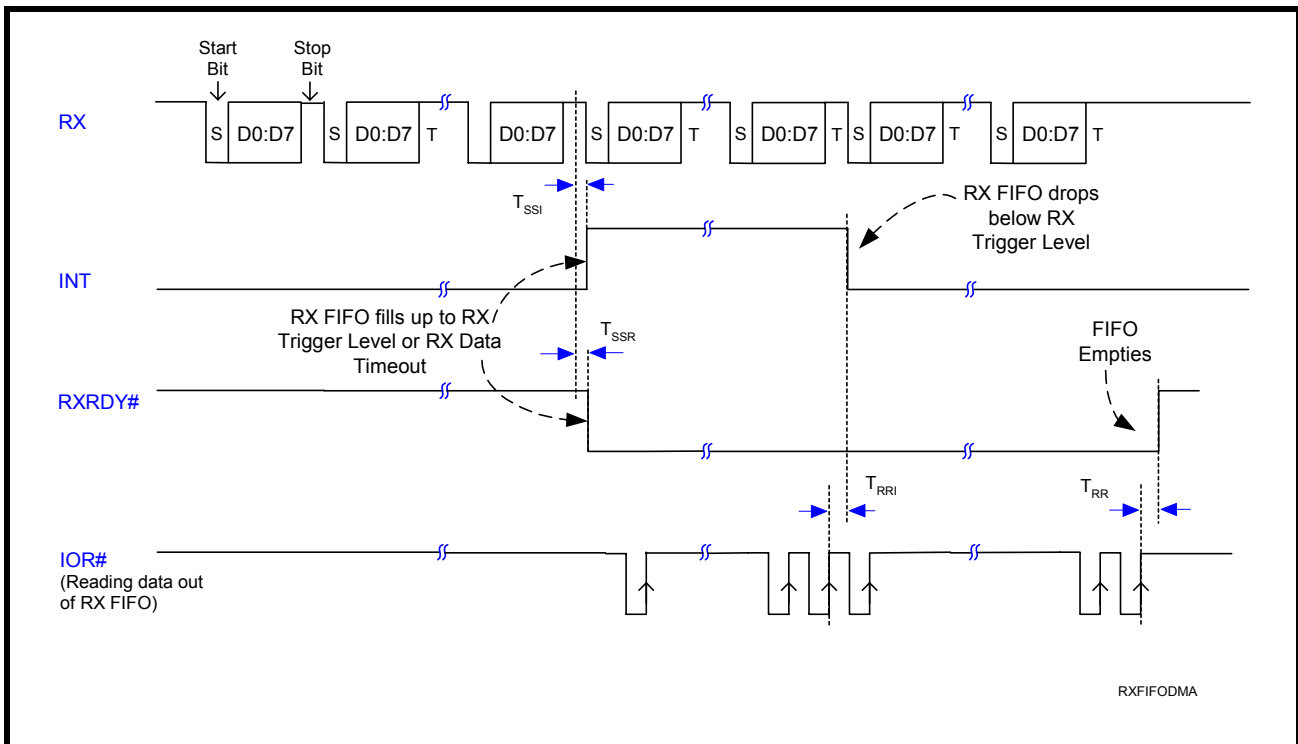 Start
Bit
Stop
Bit
RX
S D0:D7 S D0:D7 T D0:D7 S D0:D7 T S D0:D7 T S D0:D7 T S D0:D7 T
TSSI
RX FIFO drops
below RX
Trigger Level
INT
RX FIFO fills up to RX
Trigger Level or RX Data
Timeout
TSSR
FIFO
Empties
RXRDY#
TRRI
TRR
IOR#
(Reading data out
of RX FIFO)
RXFIFODMA